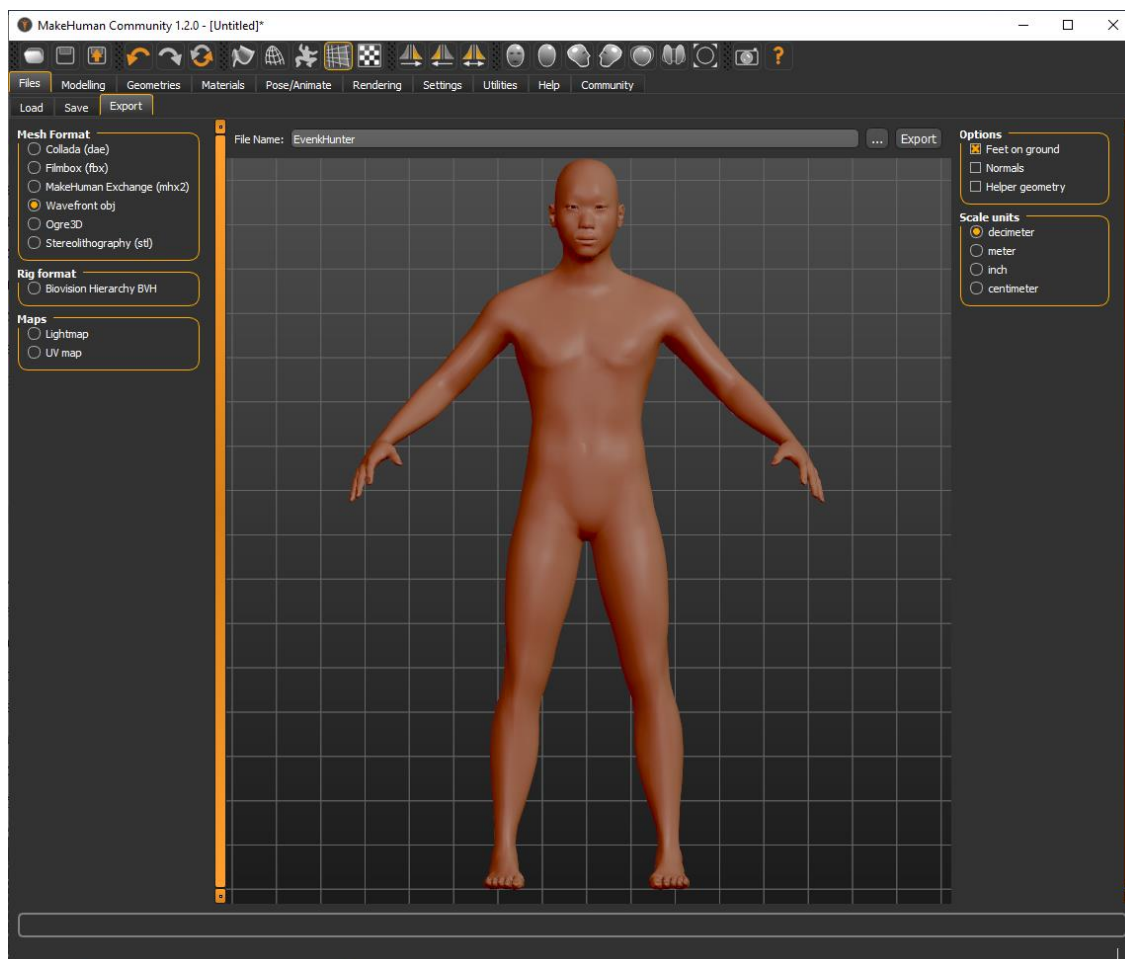 MakeHuman Community 1.2.0 - [Untitled]*
Files Modelling Geometries Materials Pose/Animate Rendering Settings Utilities Help Community
Load Save Export
Mesh Format
Collada (dae)
Filmbox (fbx)
MakeHuman Exchange (mhx2)
Wavefront obj
Ogre3D
Stereolithography (stl)
Rig format
Biovision Hierarchy BVH
Maps
Lightmap
UV map
File Name: EvenkHunter ... Export
Options
Feet on ground
Normals
Helper geometry
Scale units
decimeter
meter
inch
centimeter